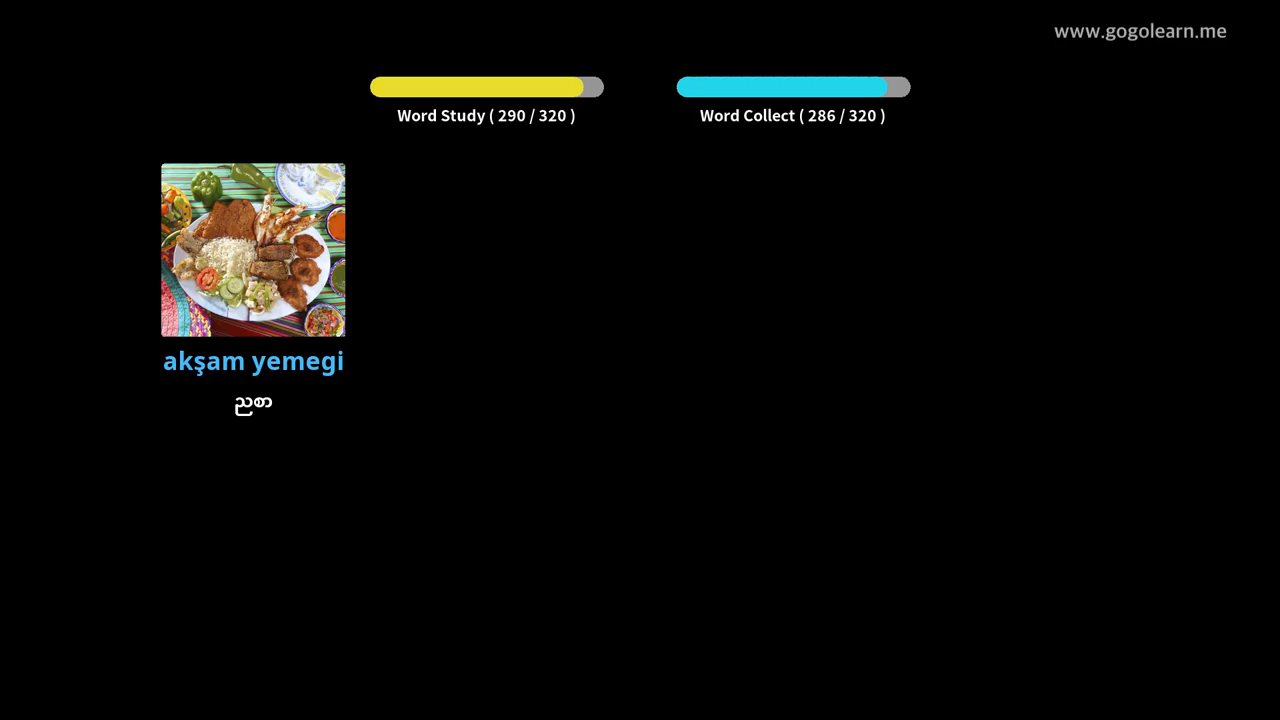 www.gogolearn.me
Word Study ( 290 / 320 )
Word Collect ( 286 / 320 )
akşam yemegi
ညစာ